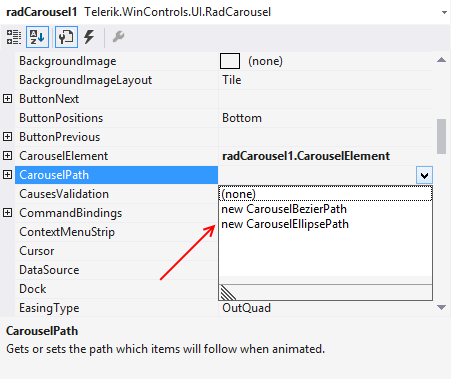 radCarousel1 Telerik.WinControls.UI.RadCarousel
BackgroundImage (none)
BackgroundImageLayout Tile
ButtonNext
ButtonPositions Bottom
ButtonPrevious
CarouselElement radCarousel1.CarouselElement
CarouselPath
CausesValidation (none)
CommandBindings new CarouselBezierPath
ContextMenuStrip new CarouselEllipsePath
Cursor
DataSource
Dock
EasingType OutQuad
CarouselPath
Gets or sets the path which items will follow when animated.